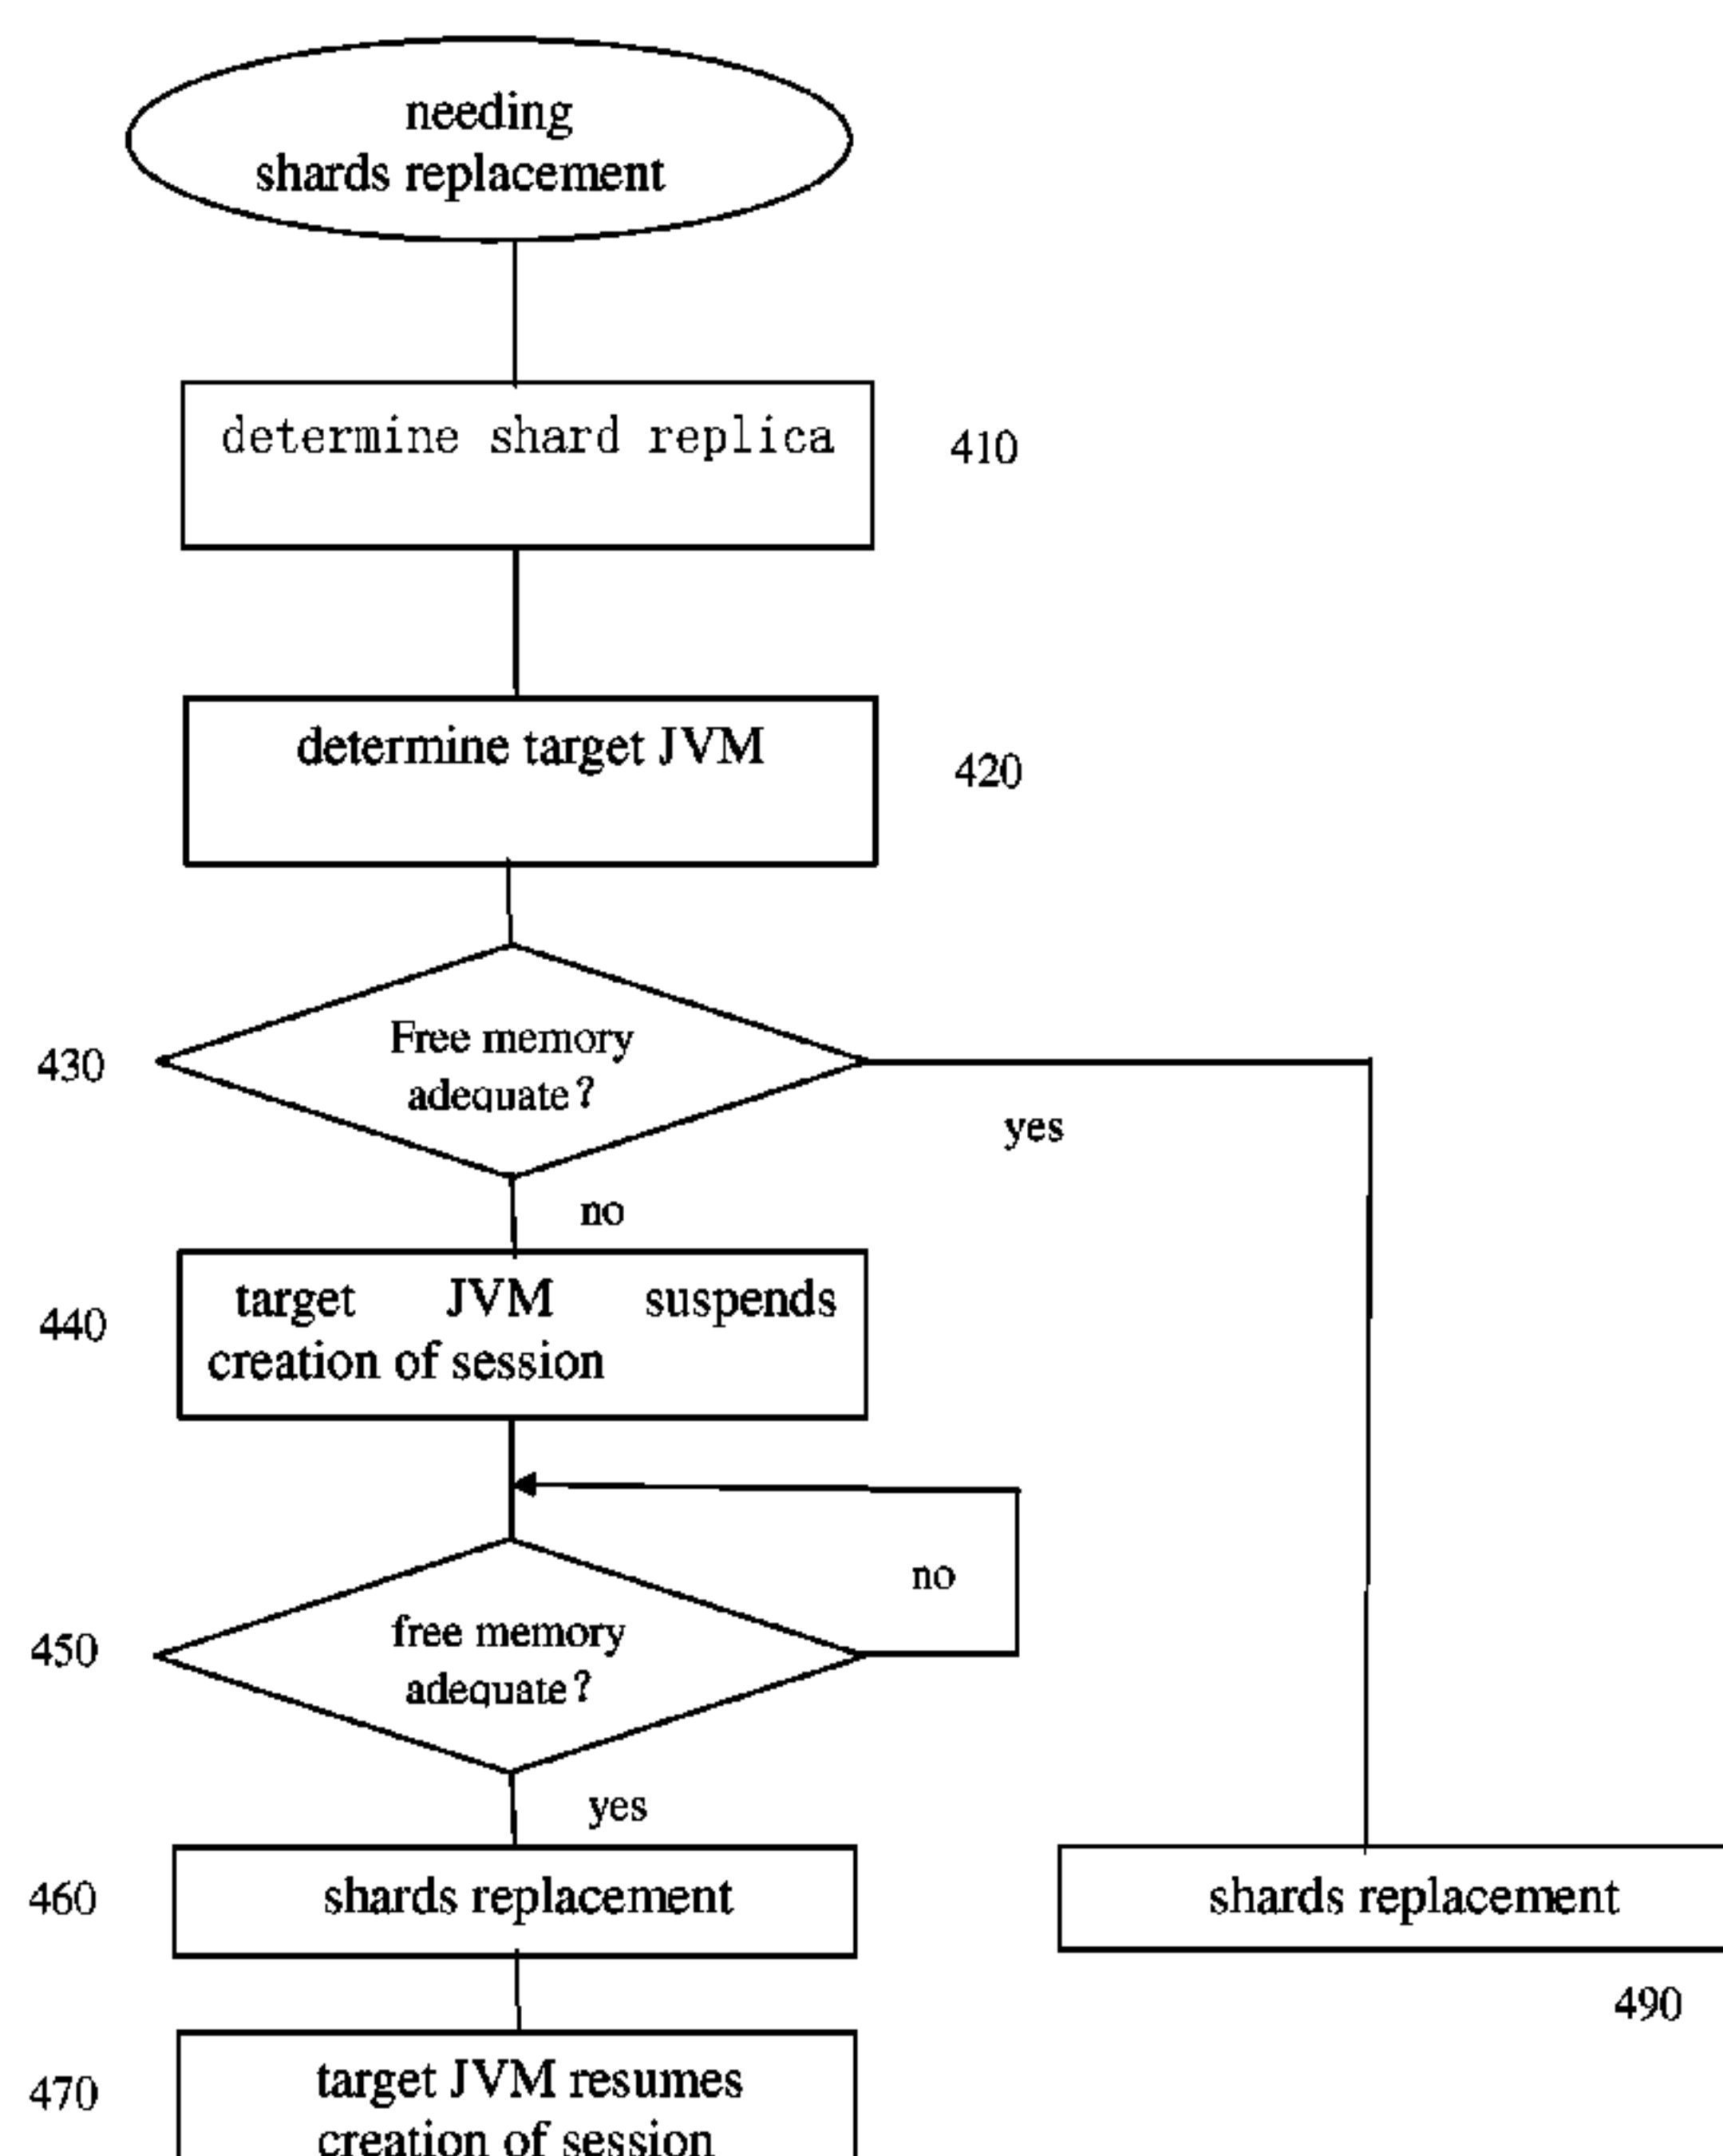 needing
shards replacement
determine shard replica
410
determine target JVM
420
Free memory
adequate?
430
yes
no
target JVM suspends
creation of session
440
no
free memory
adequate?
450
yes
460
shards replacement
shards replacement
490
470
target JVM resumes
creation of session